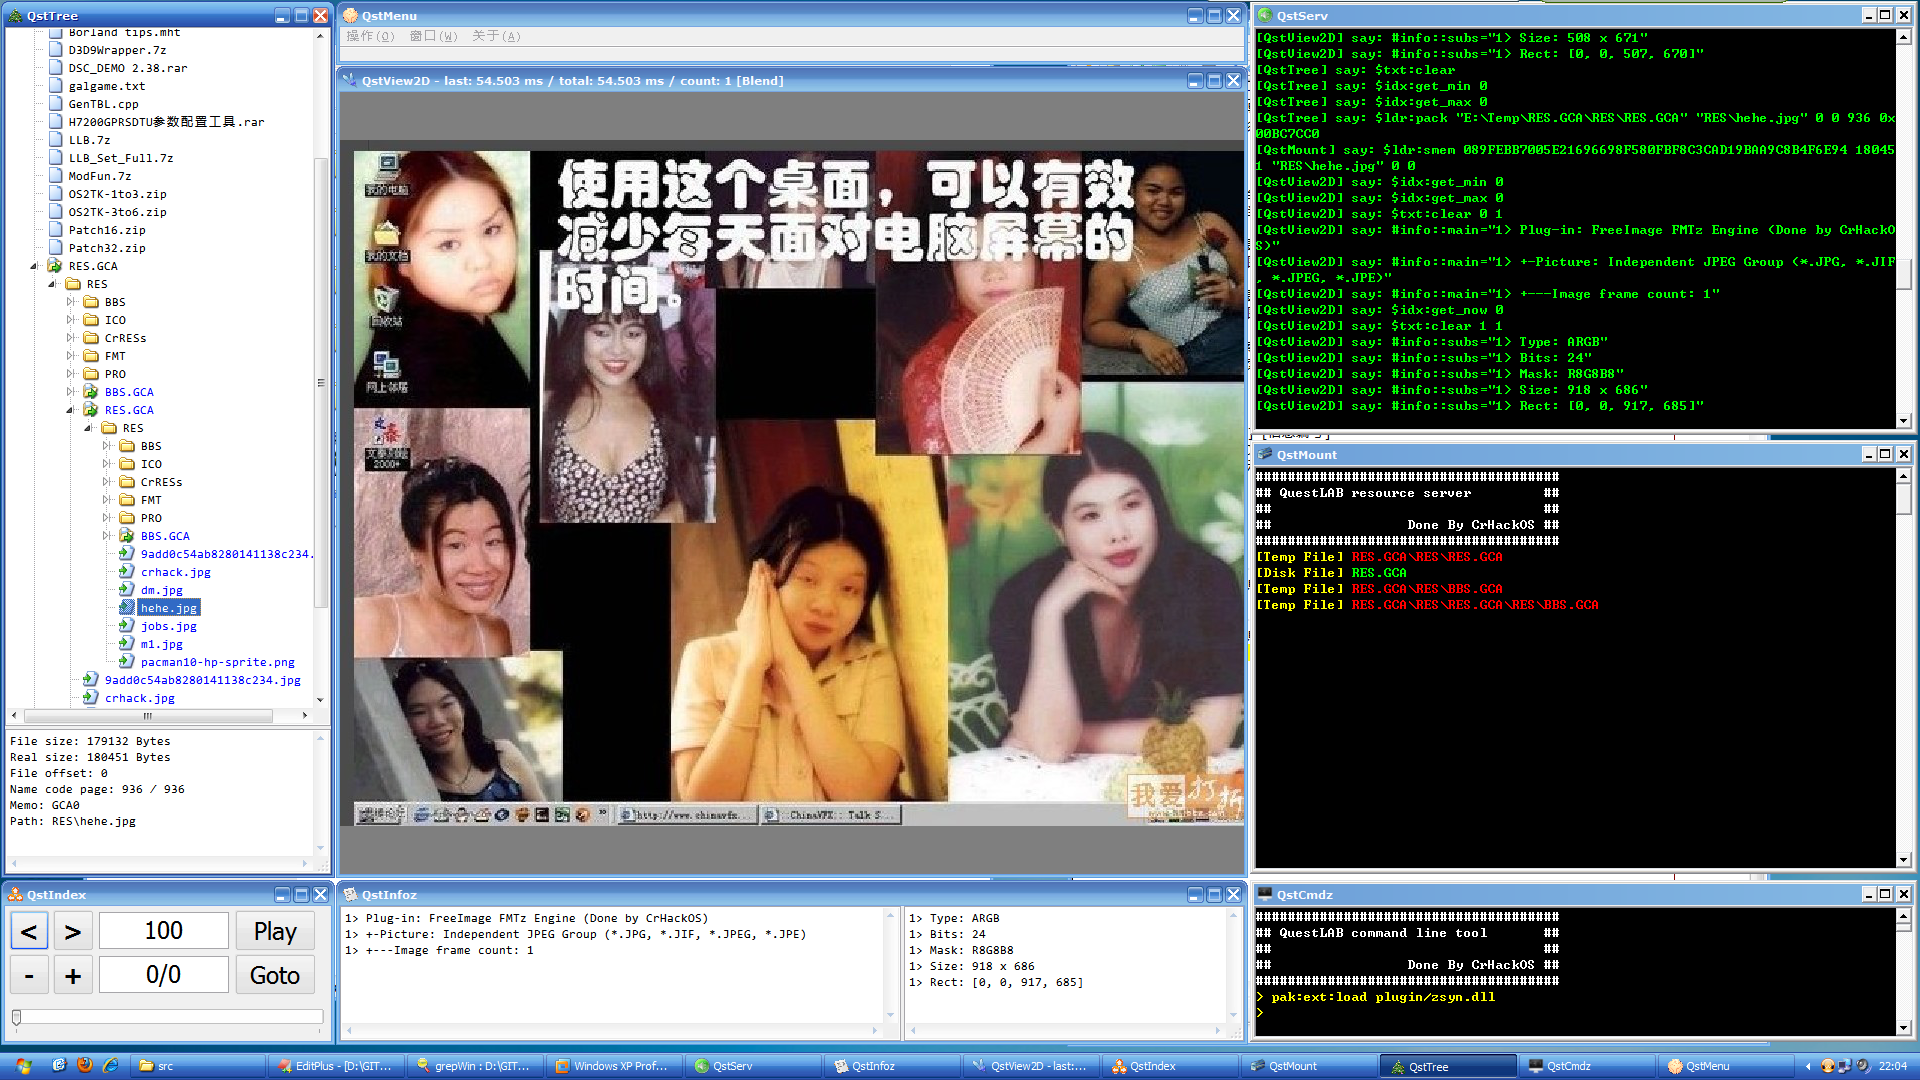 QstTree
Borland tips.mht
D3D9Wrapper.7z
DSC_DEMO 2.38.rar
galgame.txt
GenTBL.cpp
H7200GPRSDTU参数配置工具.rar
LLB.7z
LLB_Set_Full.7z
ModFun.7z
OS2TK-1to3.zip
OS2TK-3to6.zip
Patch16.zip
Patch32.zip
RES.GCA
RES
BBS
ICO
CrRESs
FMT
PRO
BBS.GCA
RES.GCA
RES
BBS
ICO
CrRESs
FMT
PRO
BBS.GCA
9add0c54ab8280141138c234.
crhack.jpg
dm.jpg
hehe.jpg
jobs.jpg
m1.jpg
pacman10-hp-sprite.png
9add0c54ab8280141138c234.jpg
crhack.jpg
File size: 179132 Bytes
Real size: 180451 Bytes
File offset: 0
Name code page: 936 / 936
Memo: GCA0
Path: RES\hehe.jpg
QstIndex
< > 100 Play
- + 0/0 Goto
QstMenu
操作(O) 窗口(W) 关于(A)
QstView2D - last: 54.503 ms / total: 54.503 ms / count: 1 [Blend]
使用这个桌面，可以有效
减少每天面对电脑屏幕的
时间。
我的电脑
我的文档
回收站
网上邻居
2000+
http://www.chinavfx...
::ChinaVFX:: Talk S...
我爱打折
QstInfoz
1> Plug-in: FreeImage FMTz Engine (Done by CrHackOS)
1> +-Picture: Independent JPEG Group (*.JPG, *.JIF, *.JPEG, *.JPE)
1> +---Image frame count: 1
1> Type: ARGB
1> Bits: 24
1> Mask: R8G8B8
1> Size: 918 x 686
1> Rect: [0, 0, 917, 685]
QstServ
[QstView2D] say: #info::subs="1> Size: 508 x 671"
[QstView2D] say: #info::subs="1> Rect: [0, 0, 507, 670]"
[QstTree] say: $txt:clear
[QstTree] say: $idx:get_min 0
[QstTree] say: $idx:get_max 0
[QstTree] say: $ldr:pack "E:\Temp\RES.GCA\RES\RES.GCA" "RES\hehe.jpg" 0 0 936 0x
00BC7CC0
[QstMount] say: $ldr:smem 089FEBB7005E21696698F580FBF8C3CAD19BAA9C8B4F6E94 18045
1 "RES\hehe.jpg" 0 0
[QstView2D] say: $idx:get_min 0
[QstView2D] say: $idx:get_max 0
[QstView2D] say: $txt:clear 0 1
[QstView2D] say: #info::main="1> Plug-in: FreeImage FMTz Engine (Done by CrHackO
S)"
[QstView2D] say: #info::main="1> +-Picture: Independent JPEG Group (*.JPG, *.JIF
, *.JPEG, *.JPE)"
[QstView2D] say: #info::main="1> +---Image frame count: 1"
[QstView2D] say: $idx:get_now 0
[QstView2D] say: $txt:clear 1 1
[QstView2D] say: #info::subs="1> Type: ARGB"
[QstView2D] say: #info::subs="1> Bits: 24"
[QstView2D] say: #info::subs="1> Mask: R8G8B8"
[QstView2D] say: #info::subs="1> Size: 918 x 686"
[QstView2D] say: #info::subs="1> Rect: [0, 0, 917, 685]"
QstMount
######################################
## QuestLAB resource server         ##
##                                  ##
##                 Done By CrHackOS ##
######################################
[Temp File] RES.GCA\RES\RES.GCA
[Disk File] RES.GCA
[Temp File] RES.GCA\RES\BBS.GCA
[Temp File] RES.GCA\RES\RES.GCA\RES\BBS.GCA
QstCmdz
######################################
## QuestLAB command line tool       ##
##                                  ##
##                 Done By CrHackOS ##
######################################
> pak:ext:load plugin/zsyn.dll
>
src
EditPlus - [D:\GIT...
grepWin : D:\GIT...
Windows XP Prof...
QstServ
QstInfoz
QstView2D - last:...
QstIndex
QstMount
QstTree
QstCmdz
QstMenu
22:04